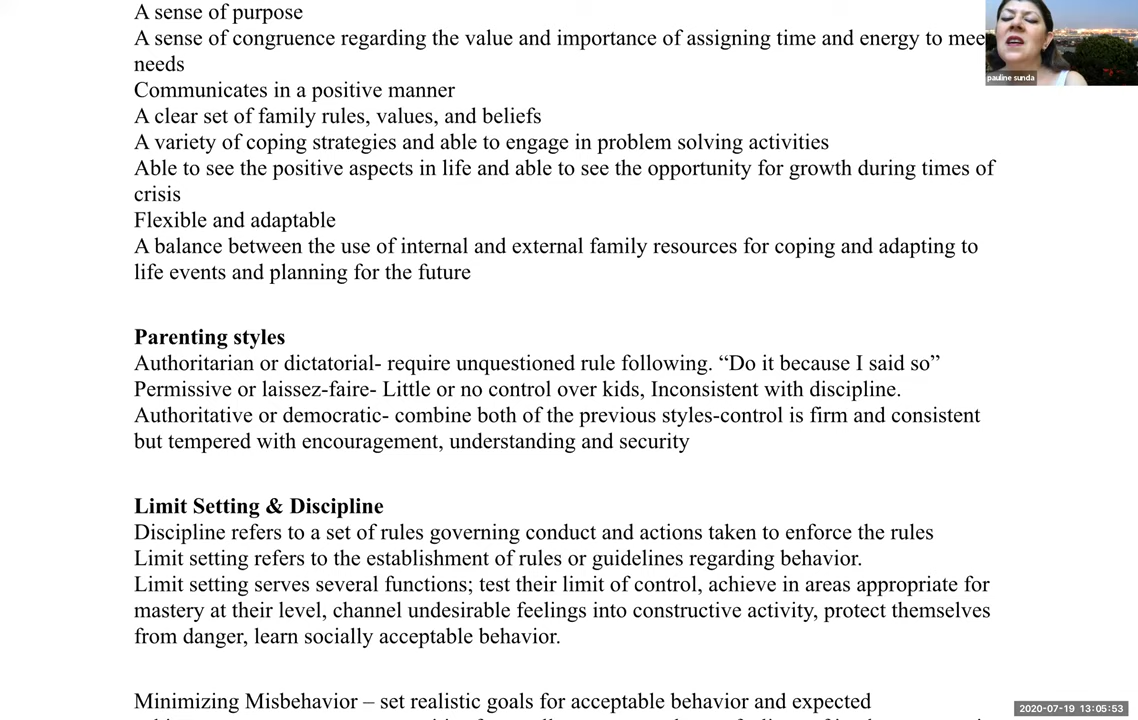 A sense of purpose
A sense of congruence regarding the value and importance of assigning time and energy to mee
needs
Communicates in a positive manner
A clear set of family rules, values, and beliefs
A variety of coping strategies and able to engage in problem solving activities
Able to see the positive aspects in life and able to see the opportunity for growth during times of
crisis
Flexible and adaptable
A balance between the use of internal and external family resources for coping and adapting to
life events and planning for the future
Parenting styles
Authoritarian or dictatorial- require unquestioned rule following. “Do it because I said so”
Permissive or laissez-faire- Little or no control over kids, Inconsistent with discipline.
Authoritative or democratic- combine both of the previous styles-control is firm and consistent
but tempered with encouragement, understanding and security
Limit Setting & Discipline
Discipline refers to a set of rules governing conduct and actions taken to enforce the rules
Limit setting refers to the establishment of rules or guidelines regarding behavior.
Limit setting serves several functions; test their limit of control, achieve in areas appropriate for
mastery at their level, channel undesirable feelings into constructive activity, protect themselves
from danger, learn socially acceptable behavior.
Minimizing Misbehavior – set realistic goals for acceptable behavior and expected
pauline sunda
2020-07-19 13:05:53